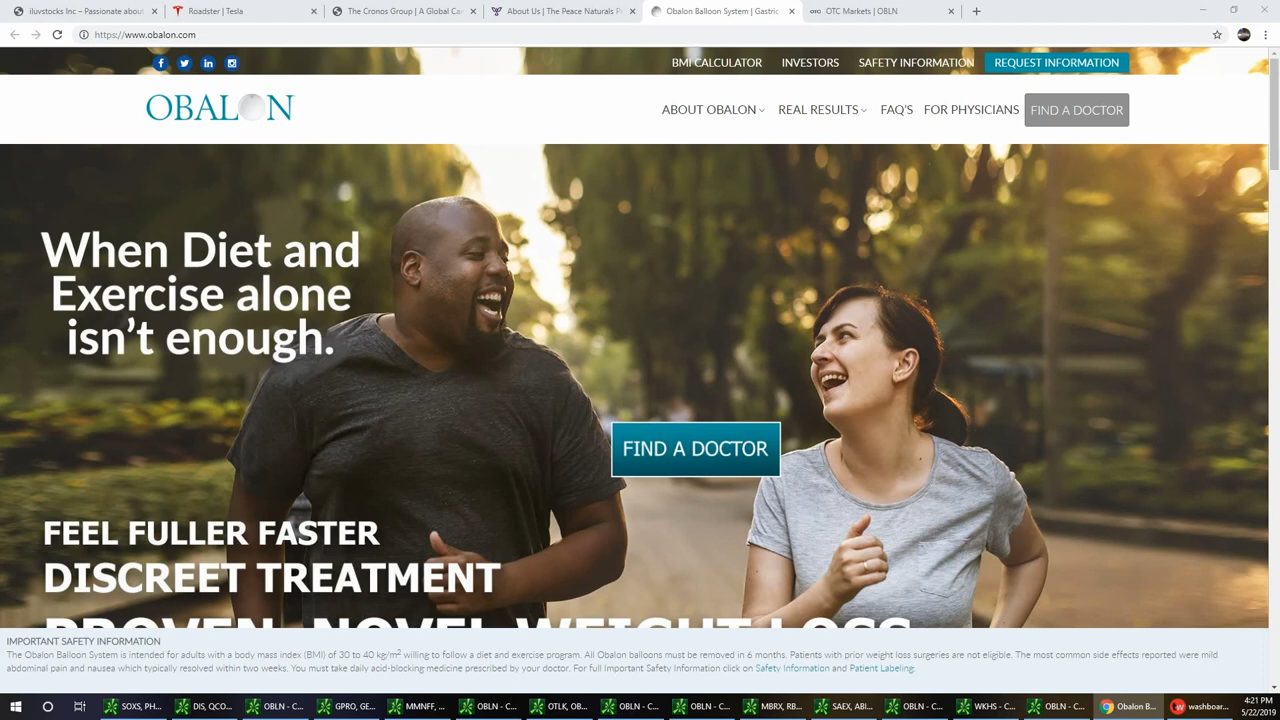 iluvstocks Inc – Passionate about
Roadster | Tesla
The Cronos Group | A Global Can
About Us | The Peace Naturals Pr
Obalon Balloon System | Gastric
OTC Markets | OBLN
https://www.obalon.com
BMI CALCULATOR
INVESTORS
SAFETY INFORMATION
REQUEST INFORMATION
OBALON
ABOUT OBALON
REAL RESULTS
FAQ'S
FOR PHYSICIANS
FIND A DOCTOR
When Diet and
Exercise alone
isn't enough.
FIND A DOCTOR
FEEL FULLER FASTER
DISCREET TREATMENT
PROVEN, NOVEL WEIGHT LOSS
IMPORTANT SAFETY INFORMATION
The Obalon Balloon System is intended for adults with a body mass index (BMI) of 30 to 40 kg/m² willing to follow a diet and exercise program. All Obalon balloons must be removed in 6 months. Patients with prior weight loss surgeries are not eligible. The most common side effects reported were mild
abdominal pain and nausea which typically resolved within two weeks. You must take daily acid-blocking medicine prescribed by your doctor. For full Important Safety Information click on Safety Information and Patient Labeling.
SOXS, PH...
DIS, QCO...
OBLN - C...
GPRO, GE...
MMNFF, ...
OBLN - C...
OTLK, OB...
OBLN - C...
OBLN - C...
MBRX, RB...
SAEX, ABI...
OBLN - C...
WKHS - C...
OBLN - C...
Obalon B...
washboar...
4:21 PM
5/22/2019